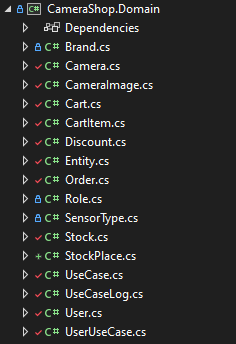 C# CameraShop.Domain
Dependencies
C# Brand.cs
C# Camera.cs
C# CameraImage.cs
C# Cart.cs
C# CartItem.cs
C# Discount.cs
C# Entity.cs
C# Order.cs
C# Role.cs
C# SensorType.cs
C# Stock.cs
C# StockPlace.cs
C# UseCase.cs
C# UseCaseLog.cs
C# User.cs
C# UserUseCase.cs